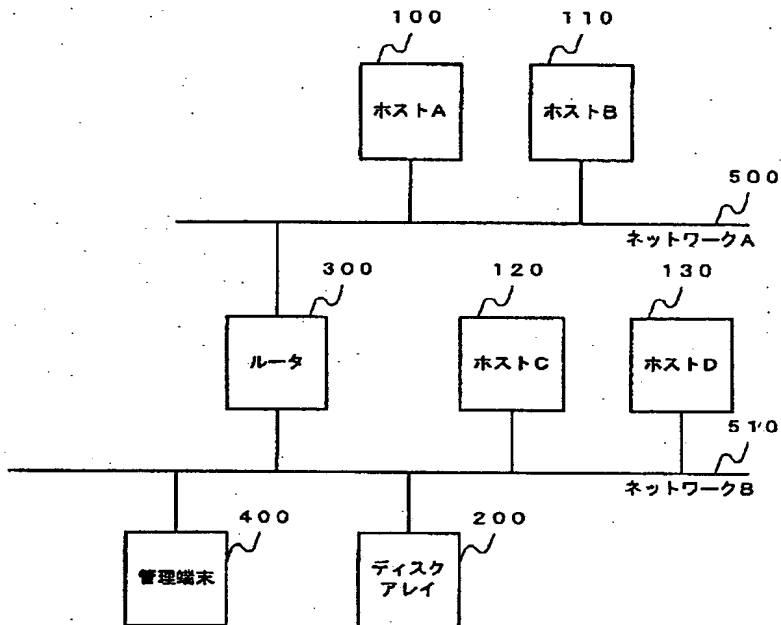 １００
１１０
ホストA
ホストB
５００
ネットワークA
３００
１２０
１３０
ルータ
ホストC
ホストD
５１０
ネットワークB
４００
２００
管理端末
ディスク
アレイ